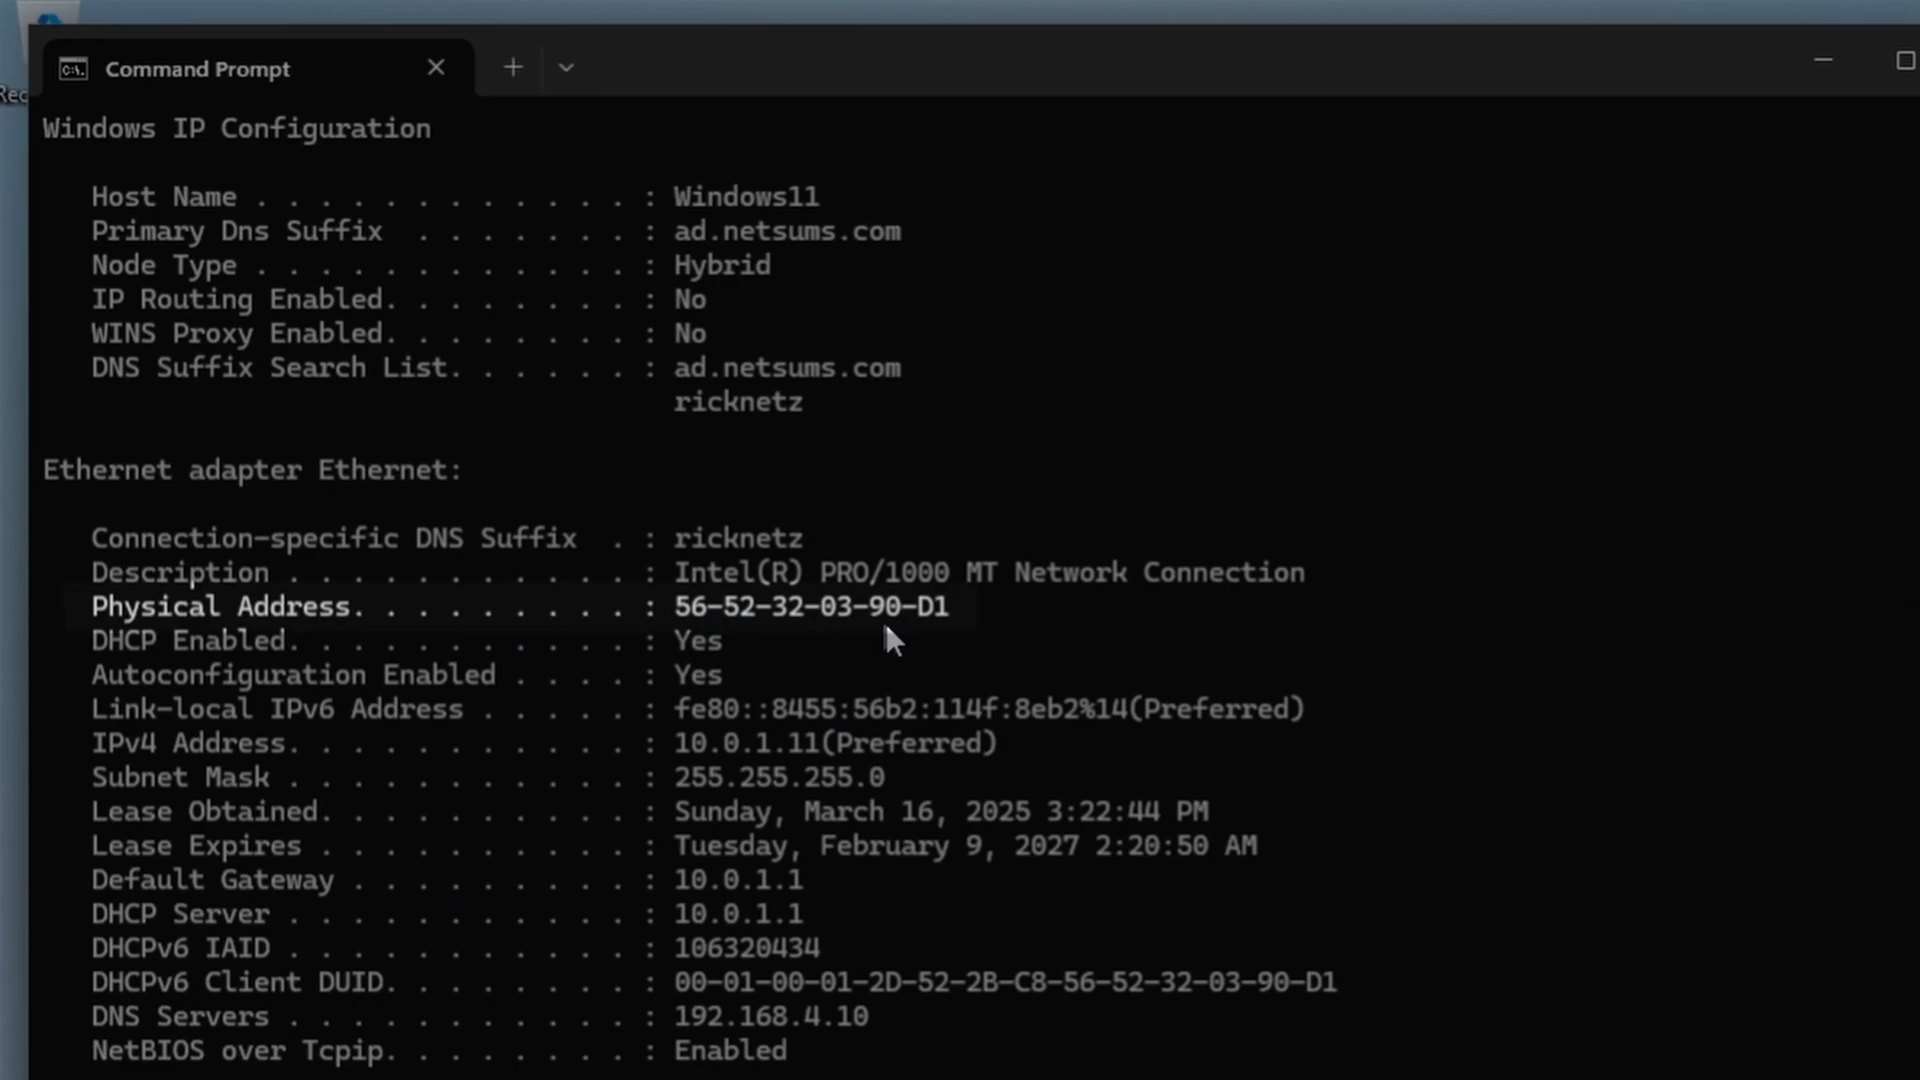 Rec
Command Prompt
Windows IP Configuration
Host Name . . . . . . . . . . . . : Windows11
Primary Dns Suffix  . . . . . . . : ad.netsums.com
Node Type . . . . . . . . . . . . : Hybrid
IP Routing Enabled. . . . . . . . : No
WINS Proxy Enabled. . . . . . . . : No
DNS Suffix Search List. . . . . . : ad.netsums.com
ricknetz
Ethernet adapter Ethernet:
Connection-specific DNS Suffix  . : ricknetz
Description . . . . . . . . . . . : Intel(R) PRO/1000 MT Network Connection
Physical Address. . . . . . . . . : 56-52-32-03-90-D1
DHCP Enabled. . . . . . . . . . . : Yes
Autoconfiguration Enabled . . . . : Yes
Link-local IPv6 Address . . . . . : fe80::8455:56b2:114f:8eb2%14(Preferred)
IPv4 Address. . . . . . . . . . . : 10.0.1.11(Preferred)
Subnet Mask . . . . . . . . . . . : 255.255.255.0
Lease Obtained. . . . . . . . . . : Sunday, March 16, 2025 3:22:44 PM
Lease Expires . . . . . . . . . . : Tuesday, February 9, 2027 2:20:50 AM
Default Gateway . . . . . . . . . : 10.0.1.1
DHCP Server . . . . . . . . . . . : 10.0.1.1
DHCPv6 IAID . . . . . . . . . . . : 106320434
DHCPv6 Client DUID. . . . . . . . : 00-01-00-01-2D-52-2B-C8-56-52-32-03-90-D1
DNS Servers . . . . . . . . . . . : 192.168.4.10
NetBIOS over Tcpip. . . . . . . . : Enabled